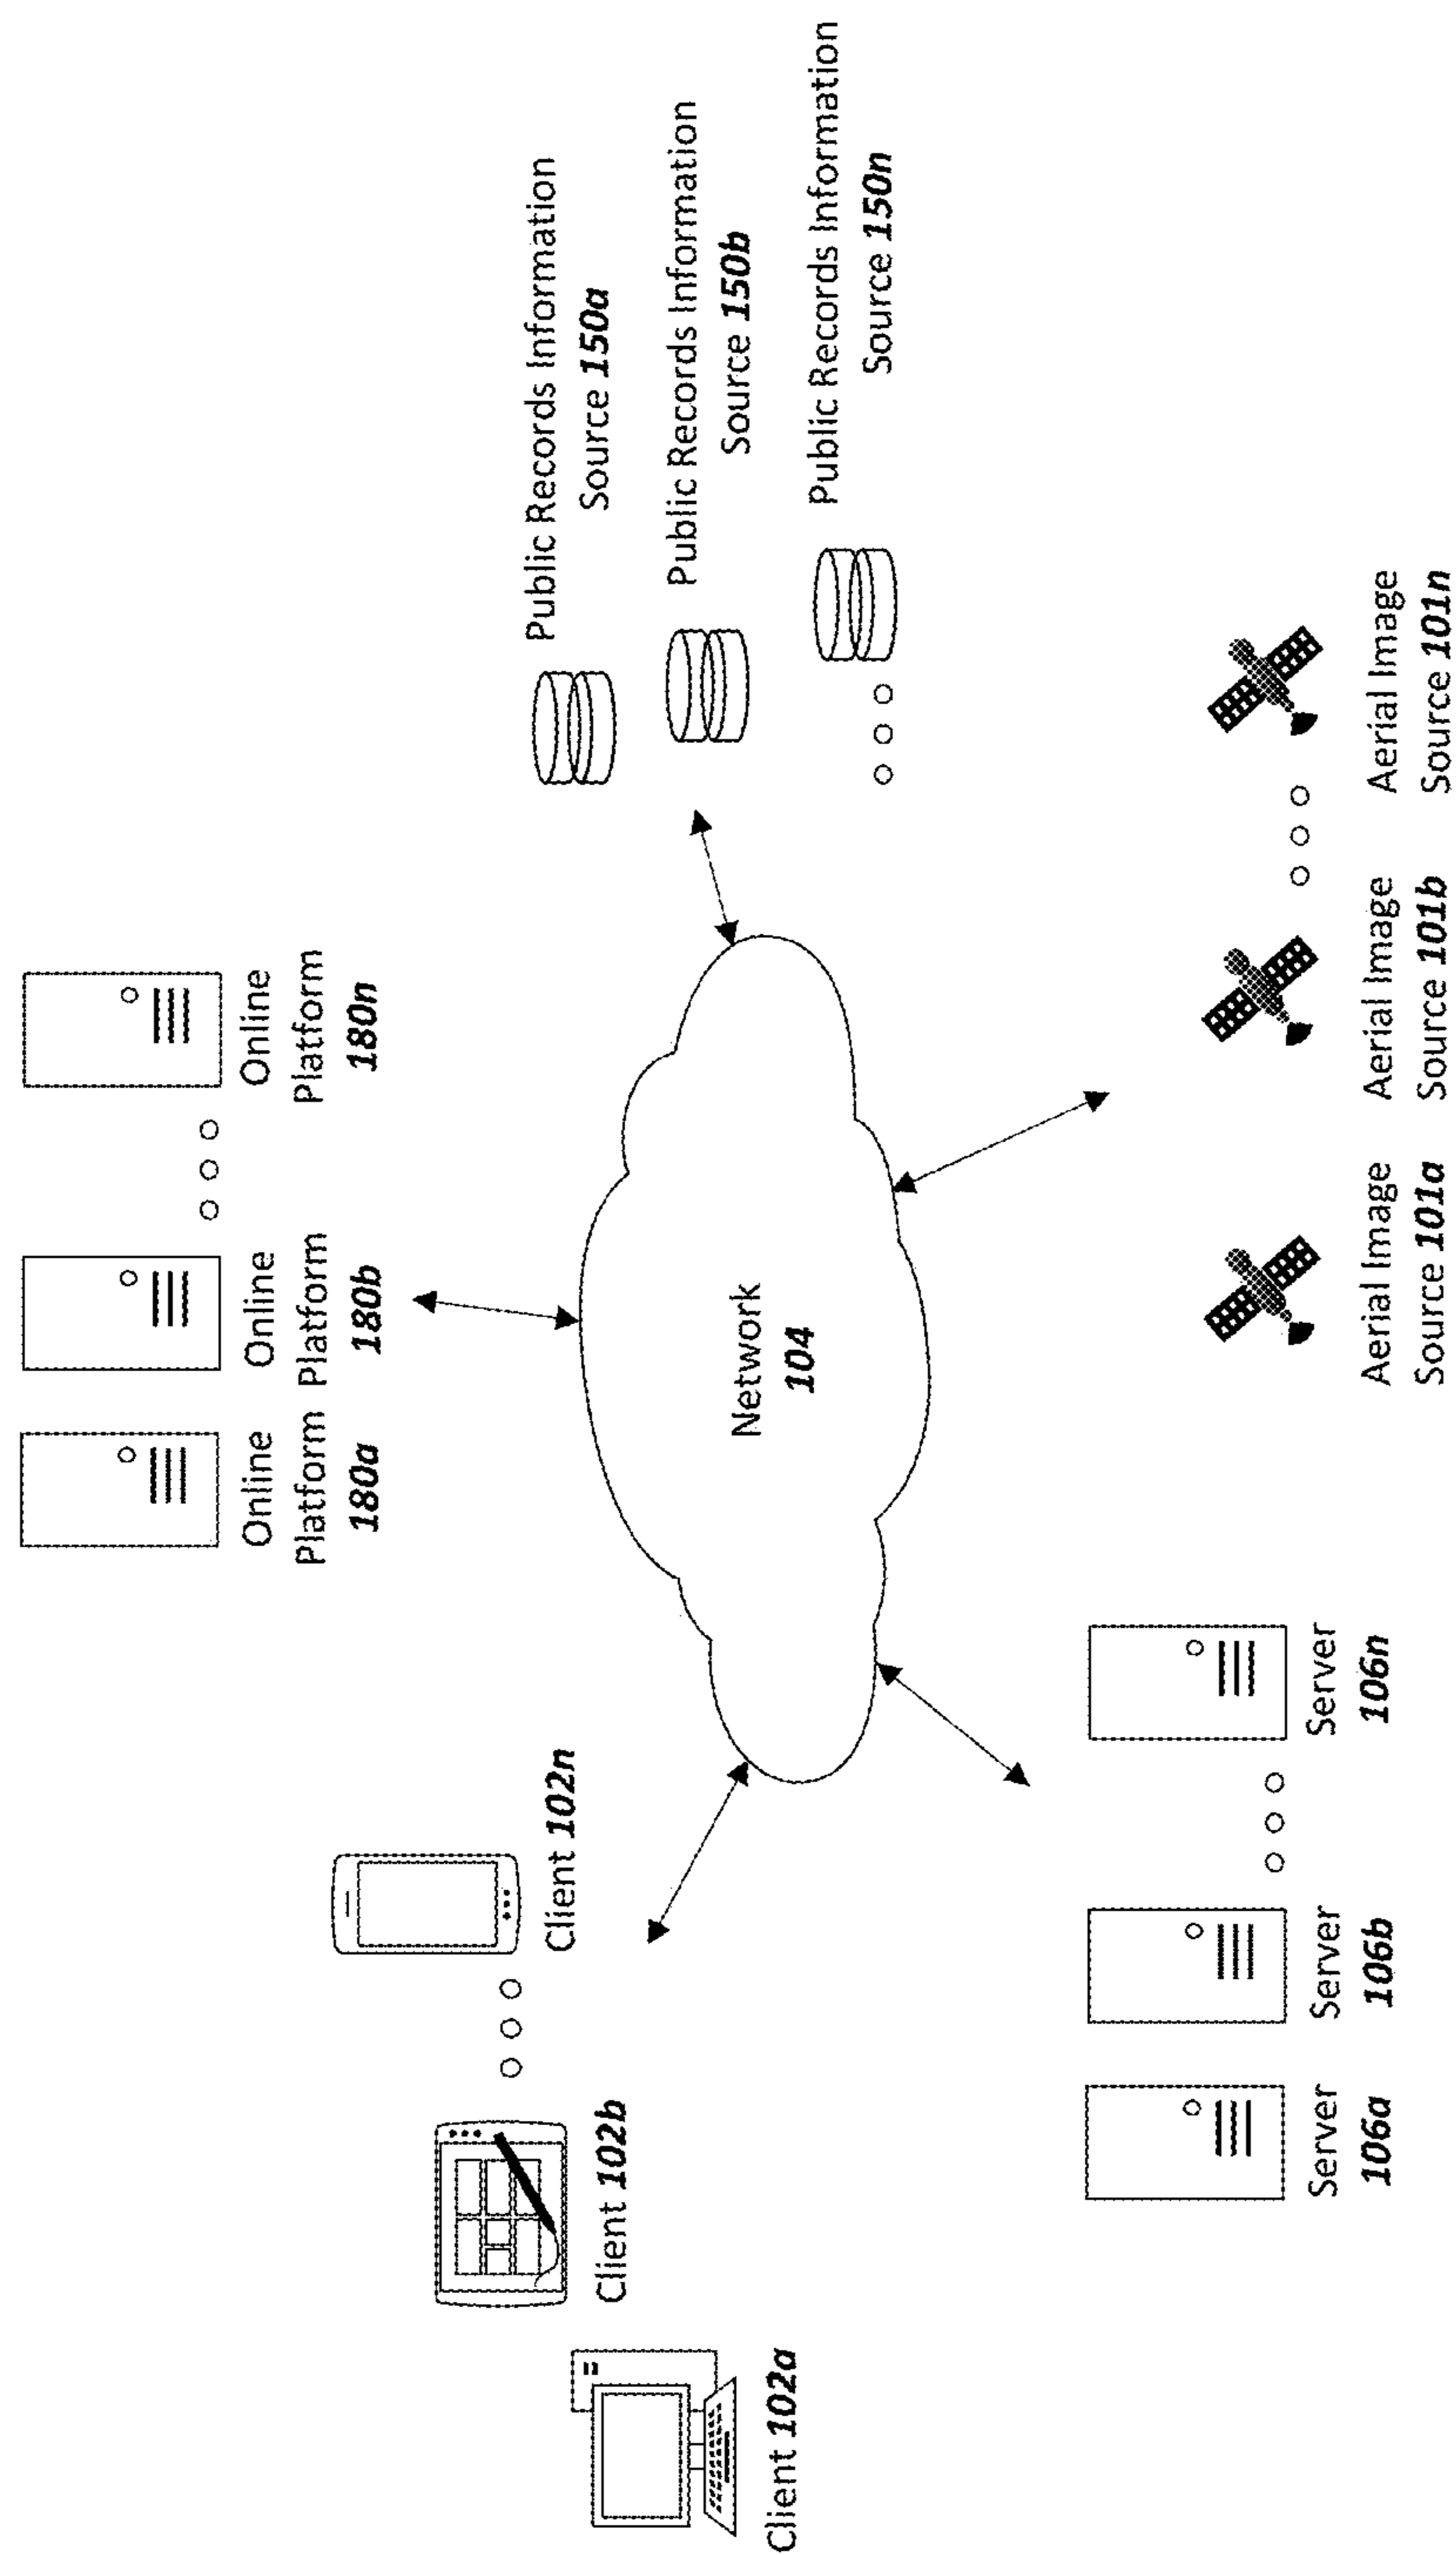 Online
Platform
180a
Online
Platform
180b
Online
Platform
180n
Client 102a
Client 102b
Client 102n
Public Records Information
Source 150a
Public Records Information
Source 150b
Public Records Information
Source 150n
Network
104
Server
106a
Server
106b
Server
106n
Aerial Image
Source 101a
Aerial Image
Source 101b
Aerial Image
Source 101n